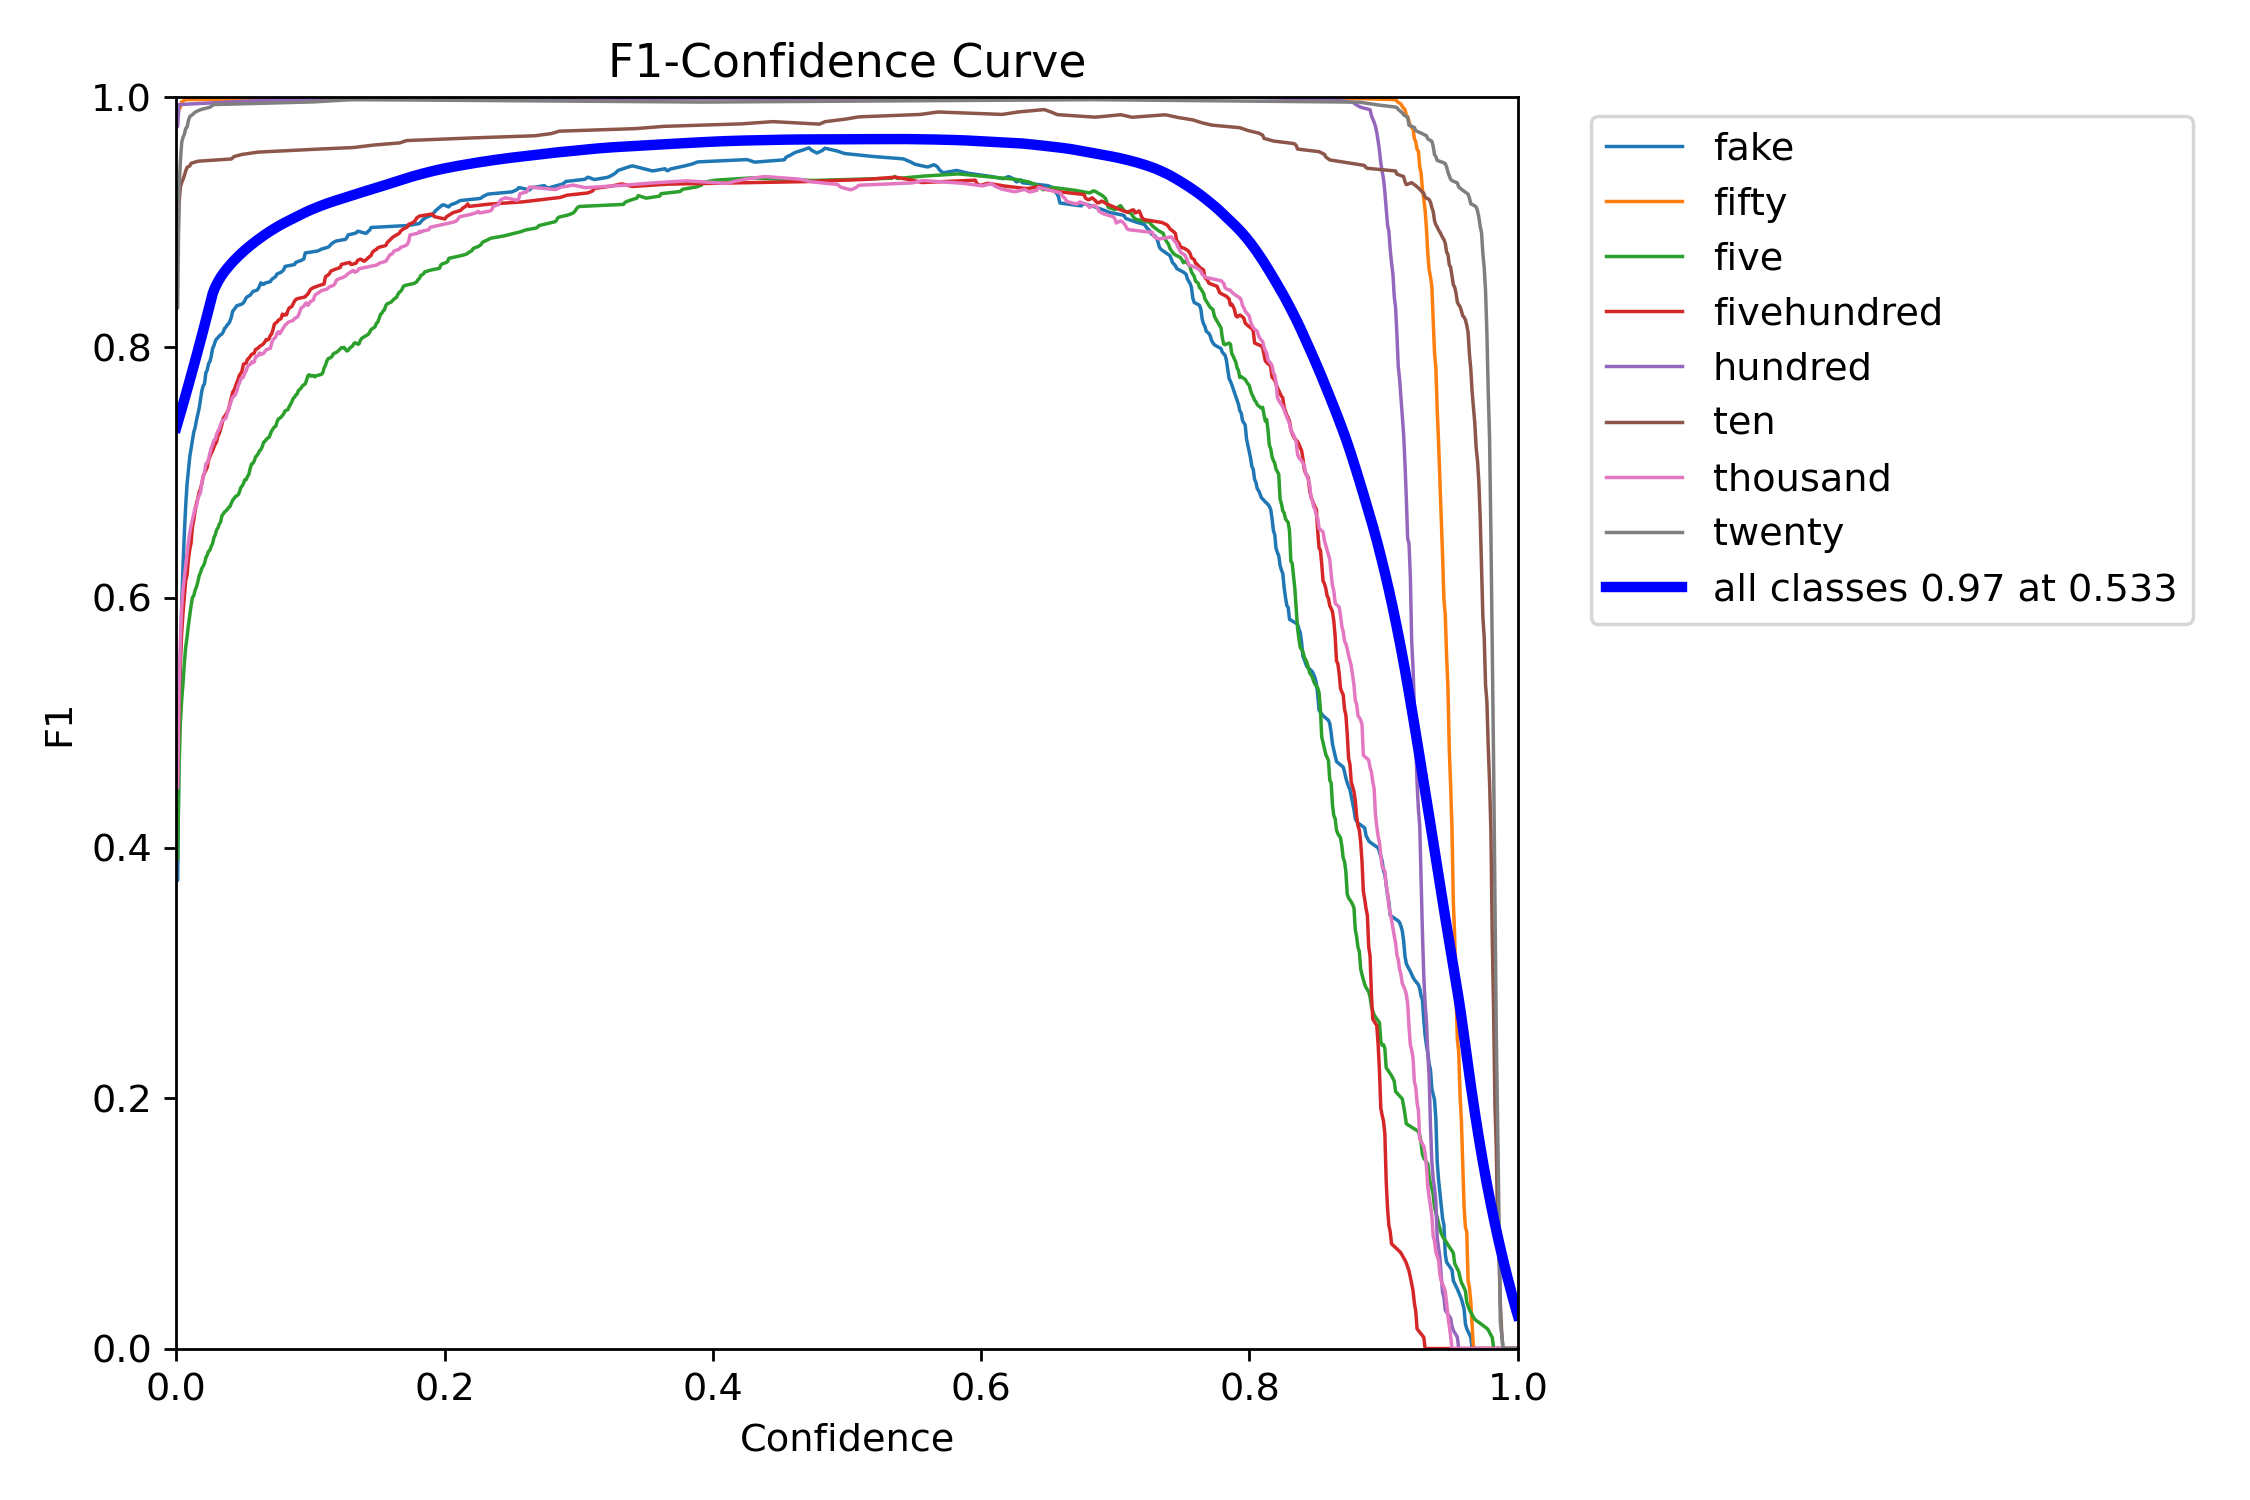 F1-Confidence Curve
1.0
0.8
0.6
0.4
0.2
0.0
F1
0.0 0.2 0.4 0.6 0.8 1.0
Confidence
fake
fifty
five
fivehundred
hundred
ten
thousand
twenty
all classes 0.97 at 0.533